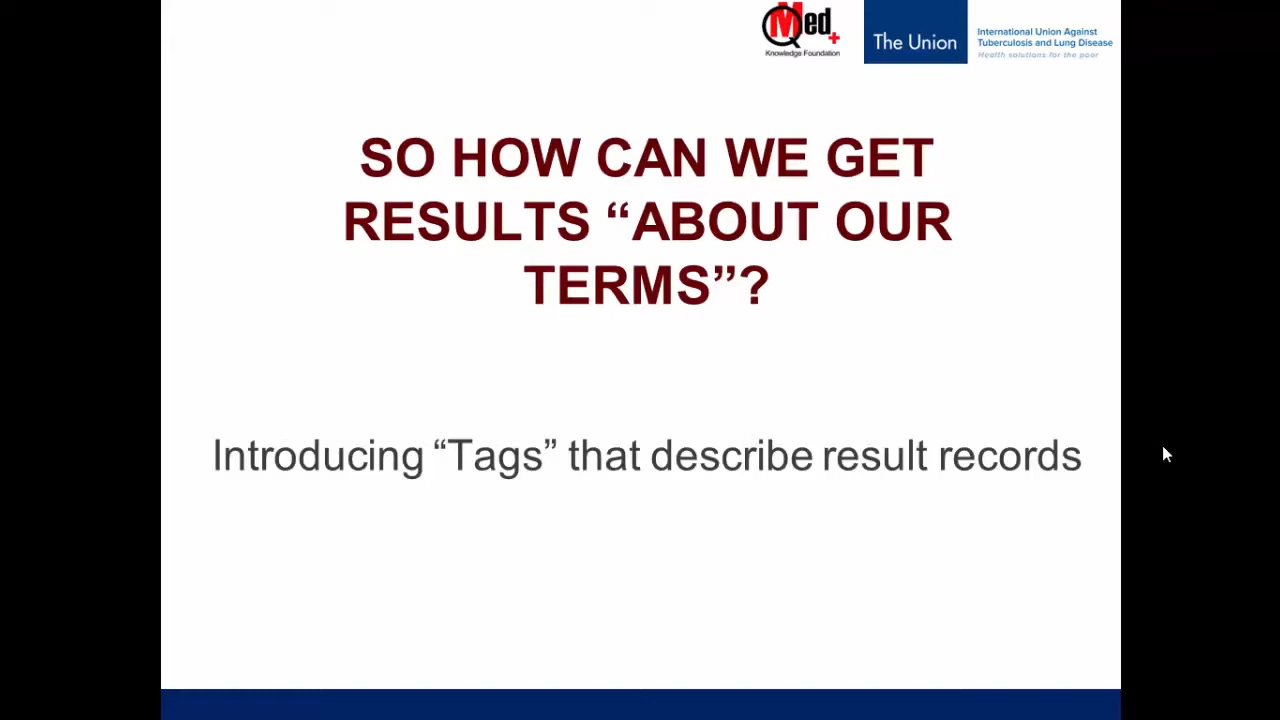 QMed+
Knowledge Foundation
The Union
International Union Against
Tuberculosis and Lung Disease
Health solutions for the poor
SO HOW CAN WE GET
RESULTS “ABOUT OUR
TERMS”?
Introducing “Tags” that describe result records